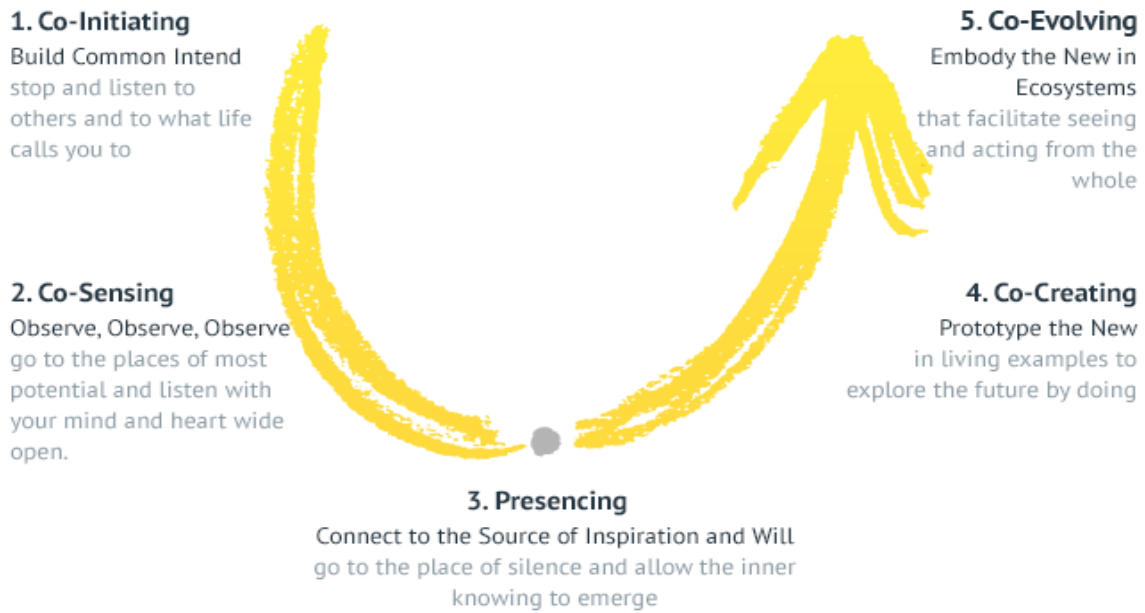 1. Co-Initiating
Build Common Intend
stop and listen to
others and to what life
calls you to
2. Co-Sensing
Observe, Observe, Observe
go to the places of most
potential and listen with
your mind and heart wide
open.
3. Presencing
Connect to the Source of Inspiration and Will
go to the place of silence and allow the inner
knowing to emerge
4. Co-Creating
Prototype the New
in living examples to
explore the future by doing
5. Co-Evolving
Embody the New in
Ecosystems
that facilitate seeing
and acting from the
whole